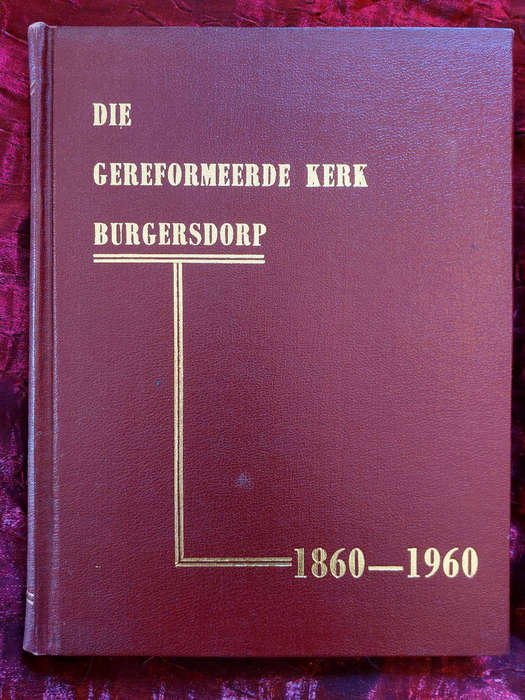 DIE
GEREFORMEERDE KERK
BURGERSDORP
1860—1960